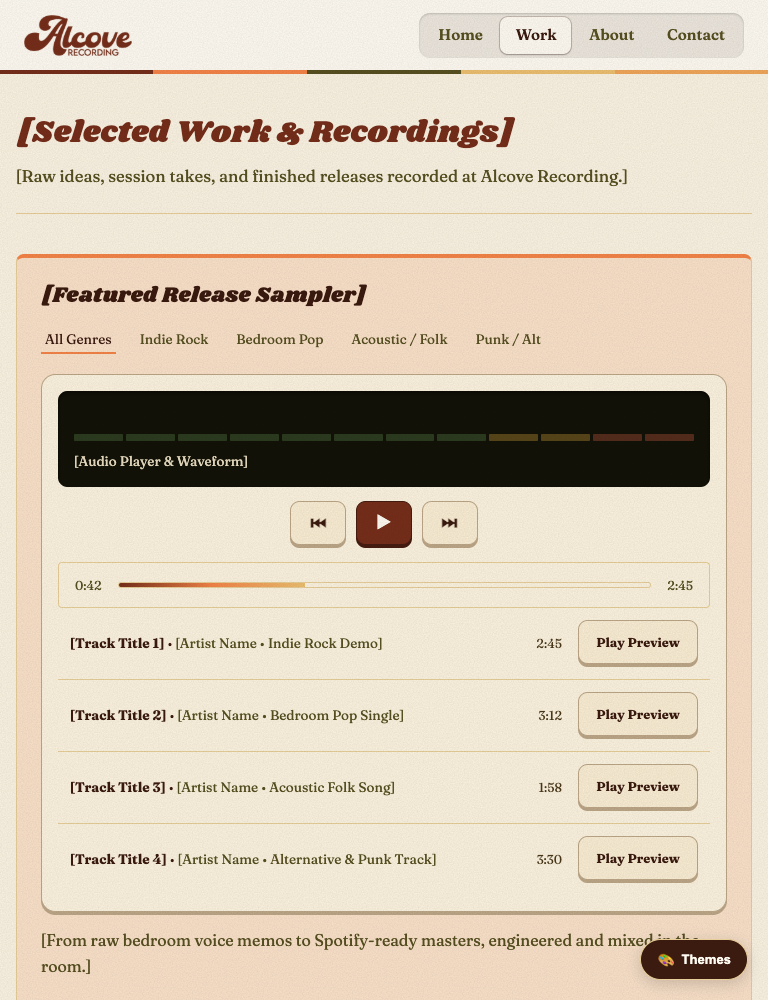 Alcove
RECORDING
Home Work About Contact
[Selected Work & Recordings]
[Raw ideas, session takes, and finished releases recorded at Alcove Recording.]
[Featured Release Sampler]
All Genres Indie Rock Bedroom Pop Acoustic / Folk Punk / Alt
[Audio Player & Waveform]
0:42 2:45
[Track Title 1] • [Artist Name • Indie Rock Demo] 2:45 Play Preview
[Track Title 2] • [Artist Name • Bedroom Pop Single] 3:12 Play Preview
[Track Title 3] • [Artist Name • Acoustic Folk Song] 1:58 Play Preview
[Track Title 4] • [Artist Name • Alternative & Punk Track] 3:30 Play Preview
[From raw bedroom voice memos to Spotify-ready masters, engineered and mixed in the
room.]
Themes